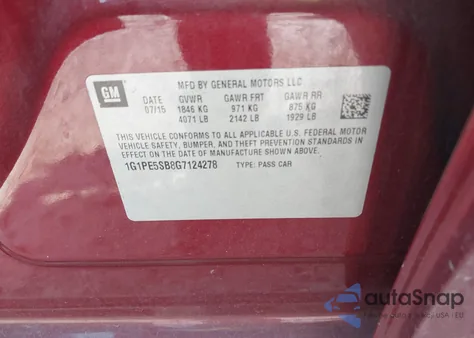 GM
MFD BY GENERAL MOTORS LLC
DATE GVWR GAWR FRT GAWR RR
07/15 1846 KG 971 KG 875 KG
4071 LB 2142 LB 1929 LB
THIS VEHICLE CONFORMS TO ALL APPLICABLE U.S. FEDERAL MOTOR
VEHICLE SAFETY, BUMPER, AND THEFT PREVENTION STANDARDS
IN EFFECT ON THE DATE OF MANUFACTURE SHOWN ABOVE.
1G1PE5SB8G7124278 TYPE: PASS CAR
autoSnap
USA - EU